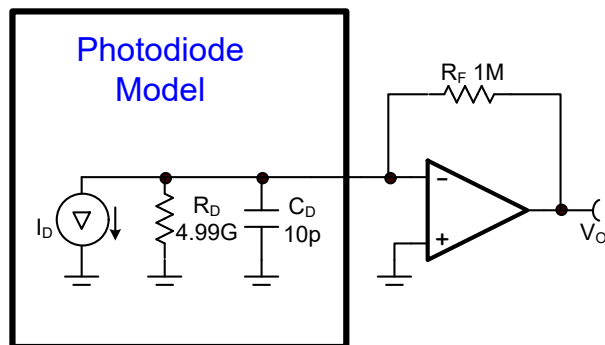 Photodiode
Model
RF 1M
ID
RD
4.99G
CD
10p
−
+
VO